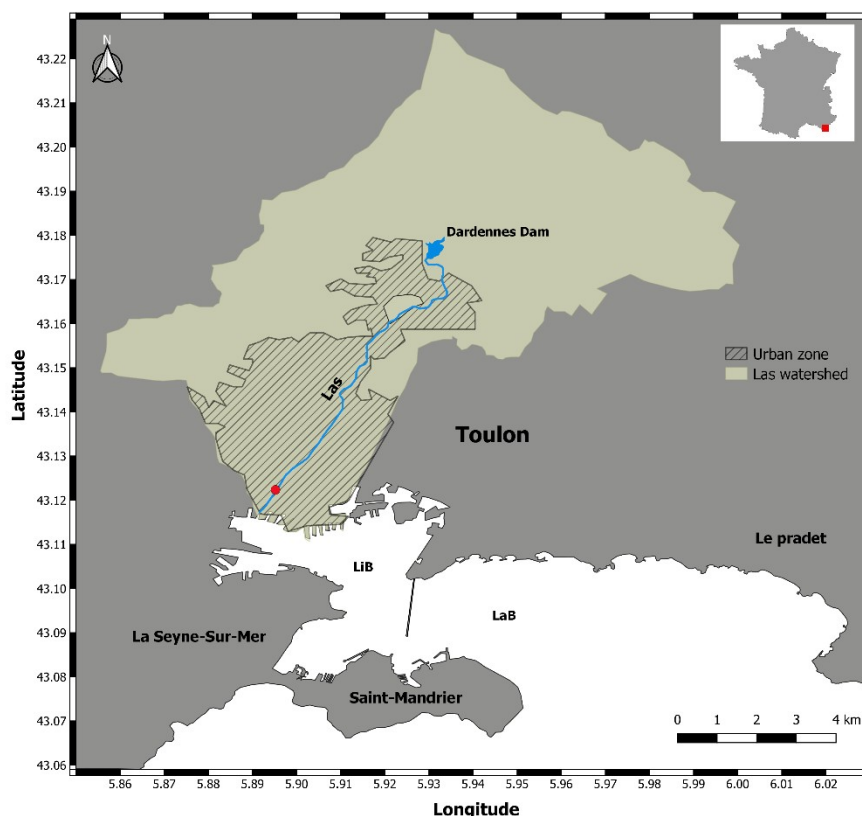 N
43.22
43.21
43.20
43.19
43.18
43.17
43.16
43.15
43.14
43.13
43.12
43.11
43.10
43.09
43.08
43.07
43.06
Latitude
Dardennes Dam
Las
Urban zone
Las watershed
Toulon
Le pradet
LiB
LaB
La Seyne-Sur-Mer
Saint-Mandrier
0 1 2 3 4 km
5.86 5.88 5.89 5.90 5.91 5.92 5.93 5.94 5.95 5.96 5.97 5.98 5.99 6.00 6.01 6.02
Longitude